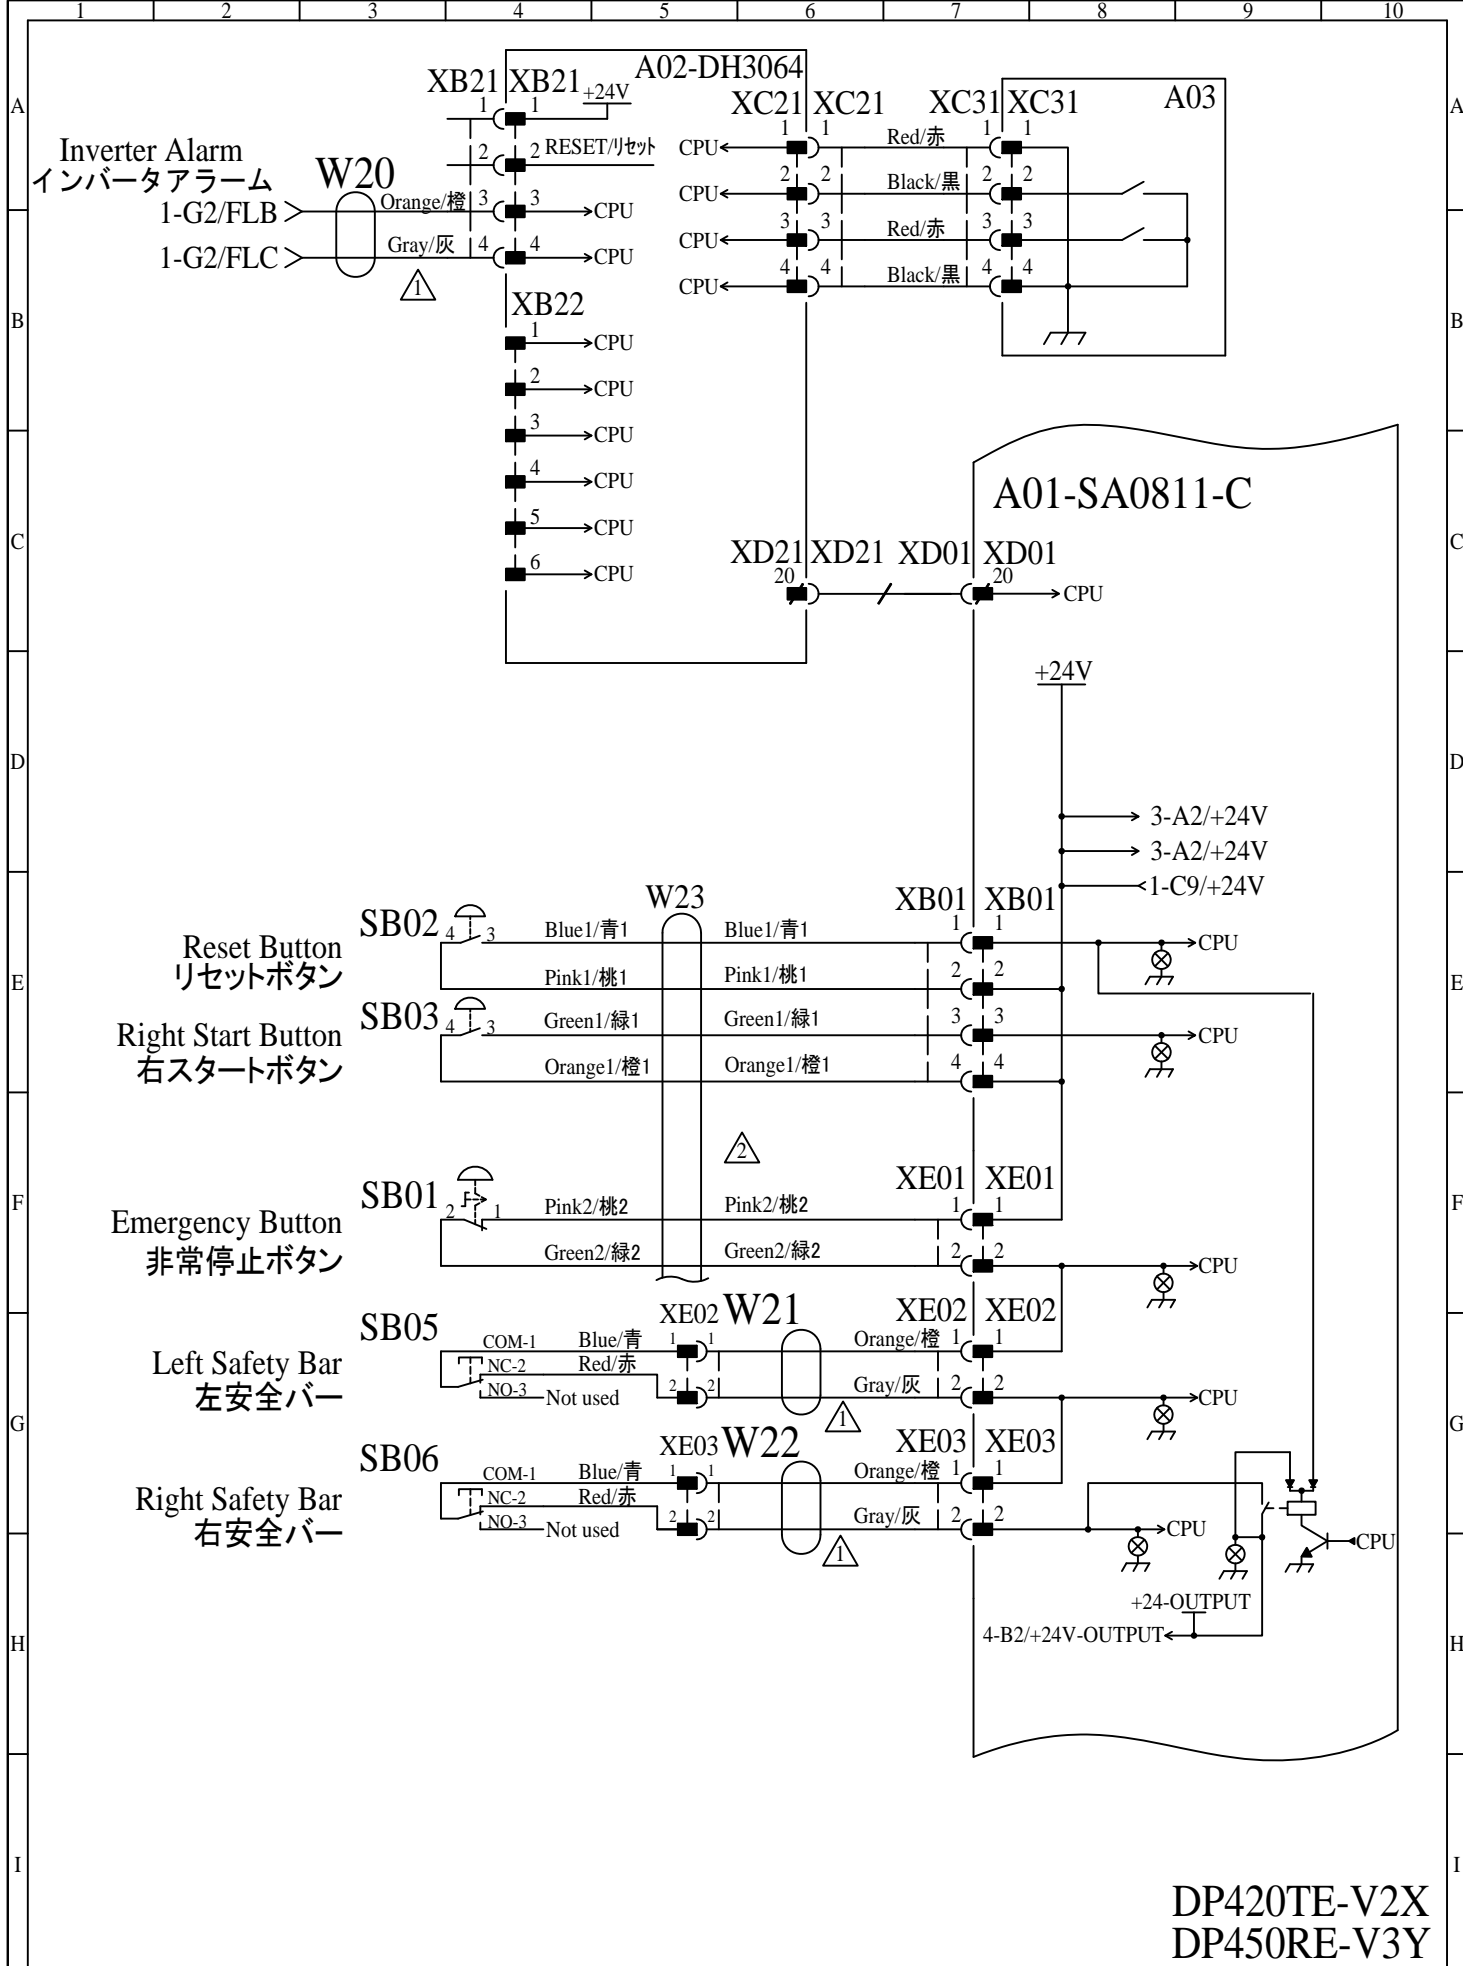 1 2 3 4 5 6 7 8 9 10
A A
XB21 XB21 +24V A02-DH3064
XC21 XC21 XC31 XC31 A03
1 1
1 1 Red/赤 1 1
CPU
Inverter Alarm
インバータアラーム
W20
2 2 RESET/リセット
CPU 2 2 Black/黒 2 2
1-G2/FLB Orange/橙 3 3 CPU
CPU 3 3 Red/赤 3 3
1-G2/FLC Gray/灰 4 4 CPU
CPU 4 4 Black/黒 4 4
1
B B
XB22
1 CPU
2 CPU
3 CPU
4 CPU
5 CPU
6 CPU
A01-SA0811-C
C C
XD21 XD21 XD01 XD01
20 20 CPU
+24V
D D
3-A2/+24V
3-A2/+24V
1-C9/+24V
W23 XB01 XB01
SB02 4 3 Blue1/青1 Blue1/青1 1 1 CPU
Reset Button
リセットボタン
Pink1/桃1 Pink1/桃1 2 2
E E
SB03 4 3 Green1/緑1 Green1/緑1 3 3 CPU
Right Start Button
右スタートボタン
Orange1/橙1 Orange1/橙1 4 4
2
F F
XE01 XE01
SB01 2 1 Pink2/桃2 Pink2/桃2 1 1
Emergency Button
非常停止ボタン
Green2/緑2 Green2/緑2 2 2 CPU
SB05 XE02 W21 XE02 XE02
COM-1 Blue/青 1 1 Orange/橙 1 1
Left Safety Bar
左安全バー
NC-2 Red/赤
NO-3 Not used 2 2 Gray/灰 2 2 CPU
1
G G
SB06 XE03 W22 XE03 XE03
COM-1 Blue/青 1 1 Orange/橙 1 1
Right Safety Bar
右安全バー
NC-2 Red/赤
NO-3 Not used 2 2 Gray/灰 2 2 CPU
CPU
1
+24-OUTPUT
4-B2/+24V-OUTPUT
H H
I I
DP420TE-V2X
DP450RE-V3Y